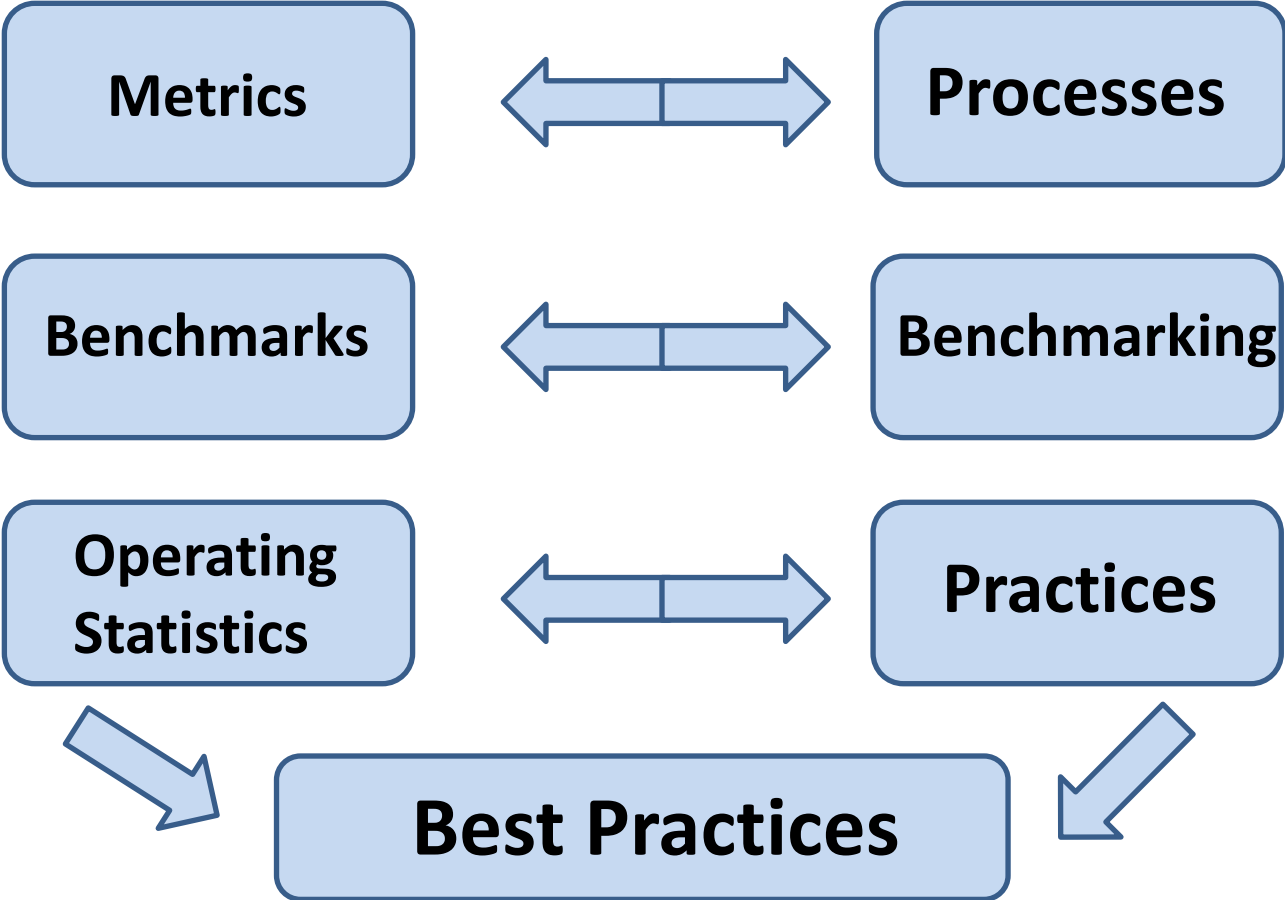 Metrics
Processes
Benchmarks
Benchmarking
Operating
Statistics
Practices
Best Practices